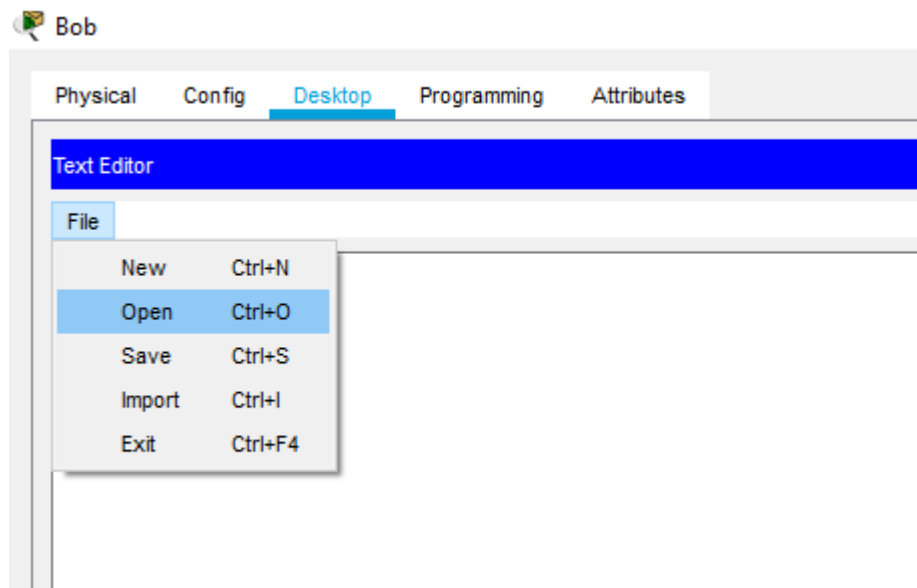 Bob
Physical Config Desktop Programming Attributes
Text Editor
File
New Ctrl+N
Open Ctrl+O
Save Ctrl+S
Import Ctrl+I
Exit Ctrl+F4